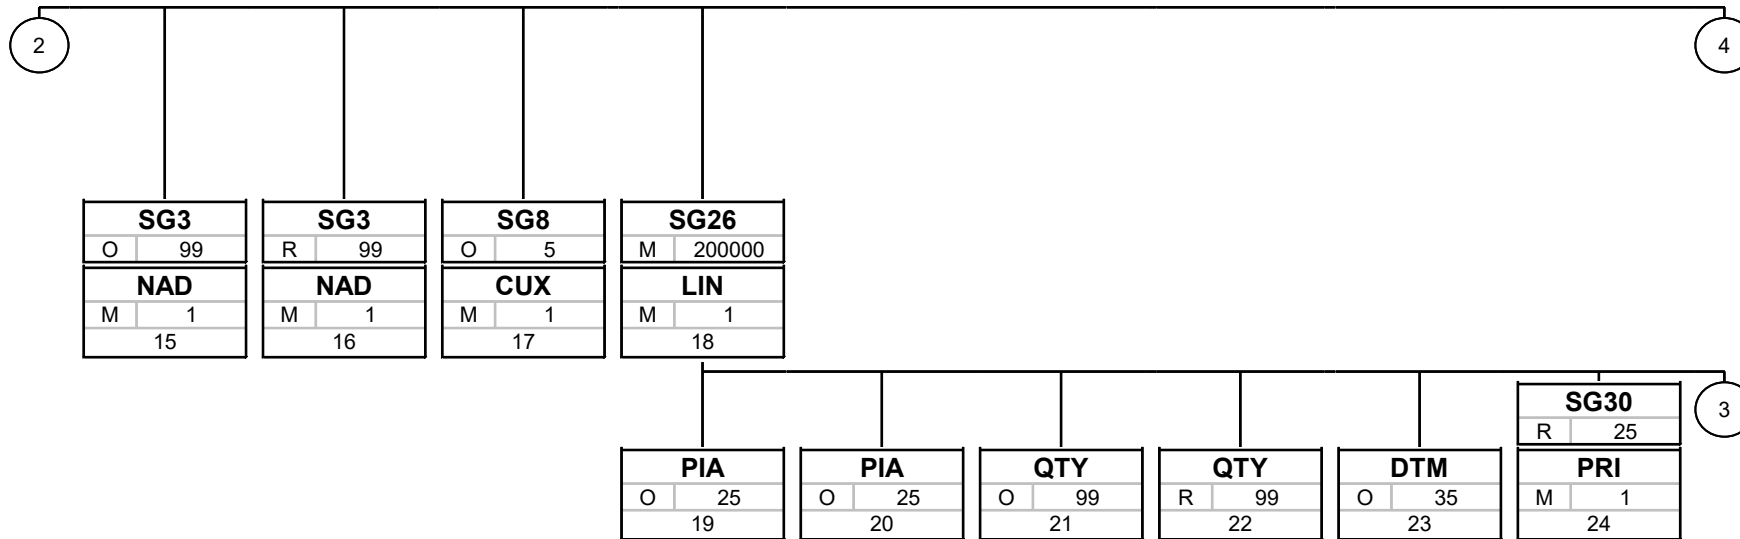 2 4
SG3 SG3 SG8 SG26
O 99 R 99 O 5 M 200000
NAD NAD CUX LIN
M 1 M 1 M 1 M 1
15 16 17 18
SG30 3
R 25
PIA PIA QTY QTY DTM PRI
O 25 O 25 O 99 R 99 O 35 M 1
19 20 21 22 23 24